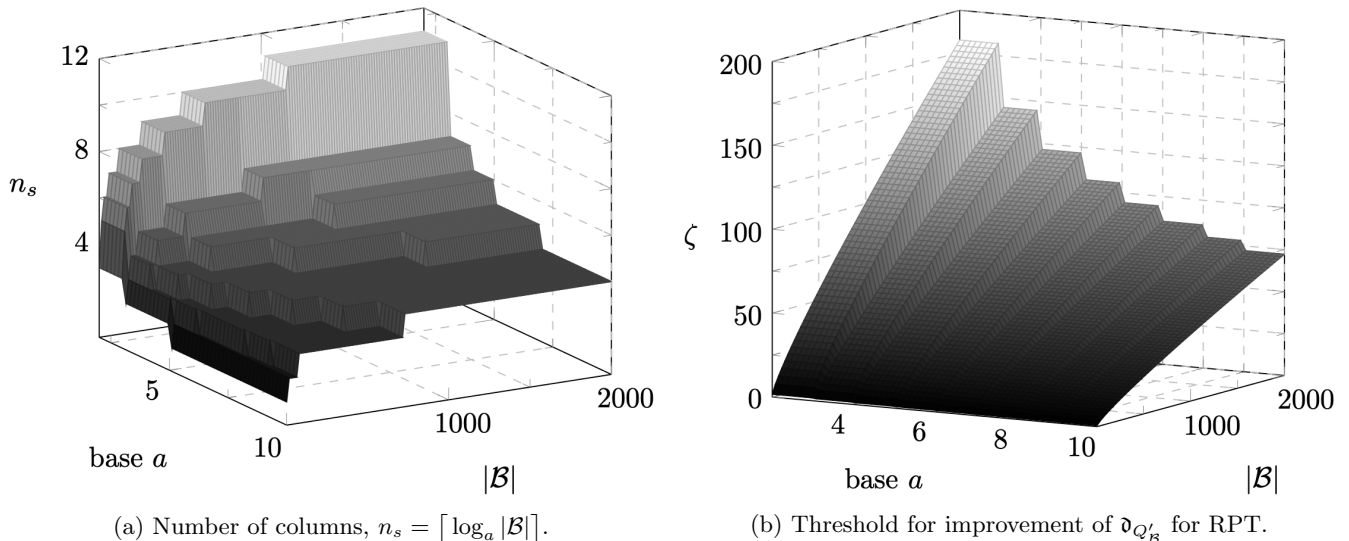 12
8
n_s
4
5
10
1000
2000
base a
|ℬ|
(a) Number of columns, n_s = ⌈log_a |ℬ|⌉.
200
150
100
ζ
50
0
4
6
8
10
1000
2000
base a
|ℬ|
(b) Threshold for improvement of 𝔡_{Q′_ℬ} for RPT.